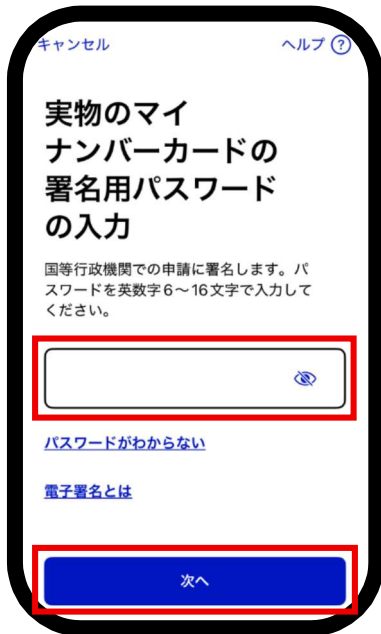 キャンセル
ヘルプ ?
実物のマイ
ナンバーカードの
署名用パスワード
の入力
国等行政機関での申請に署名します。パ
スワードを英数字6～16文字で入力して
ください。
パスワードがわからない
電子署名とは
次へ